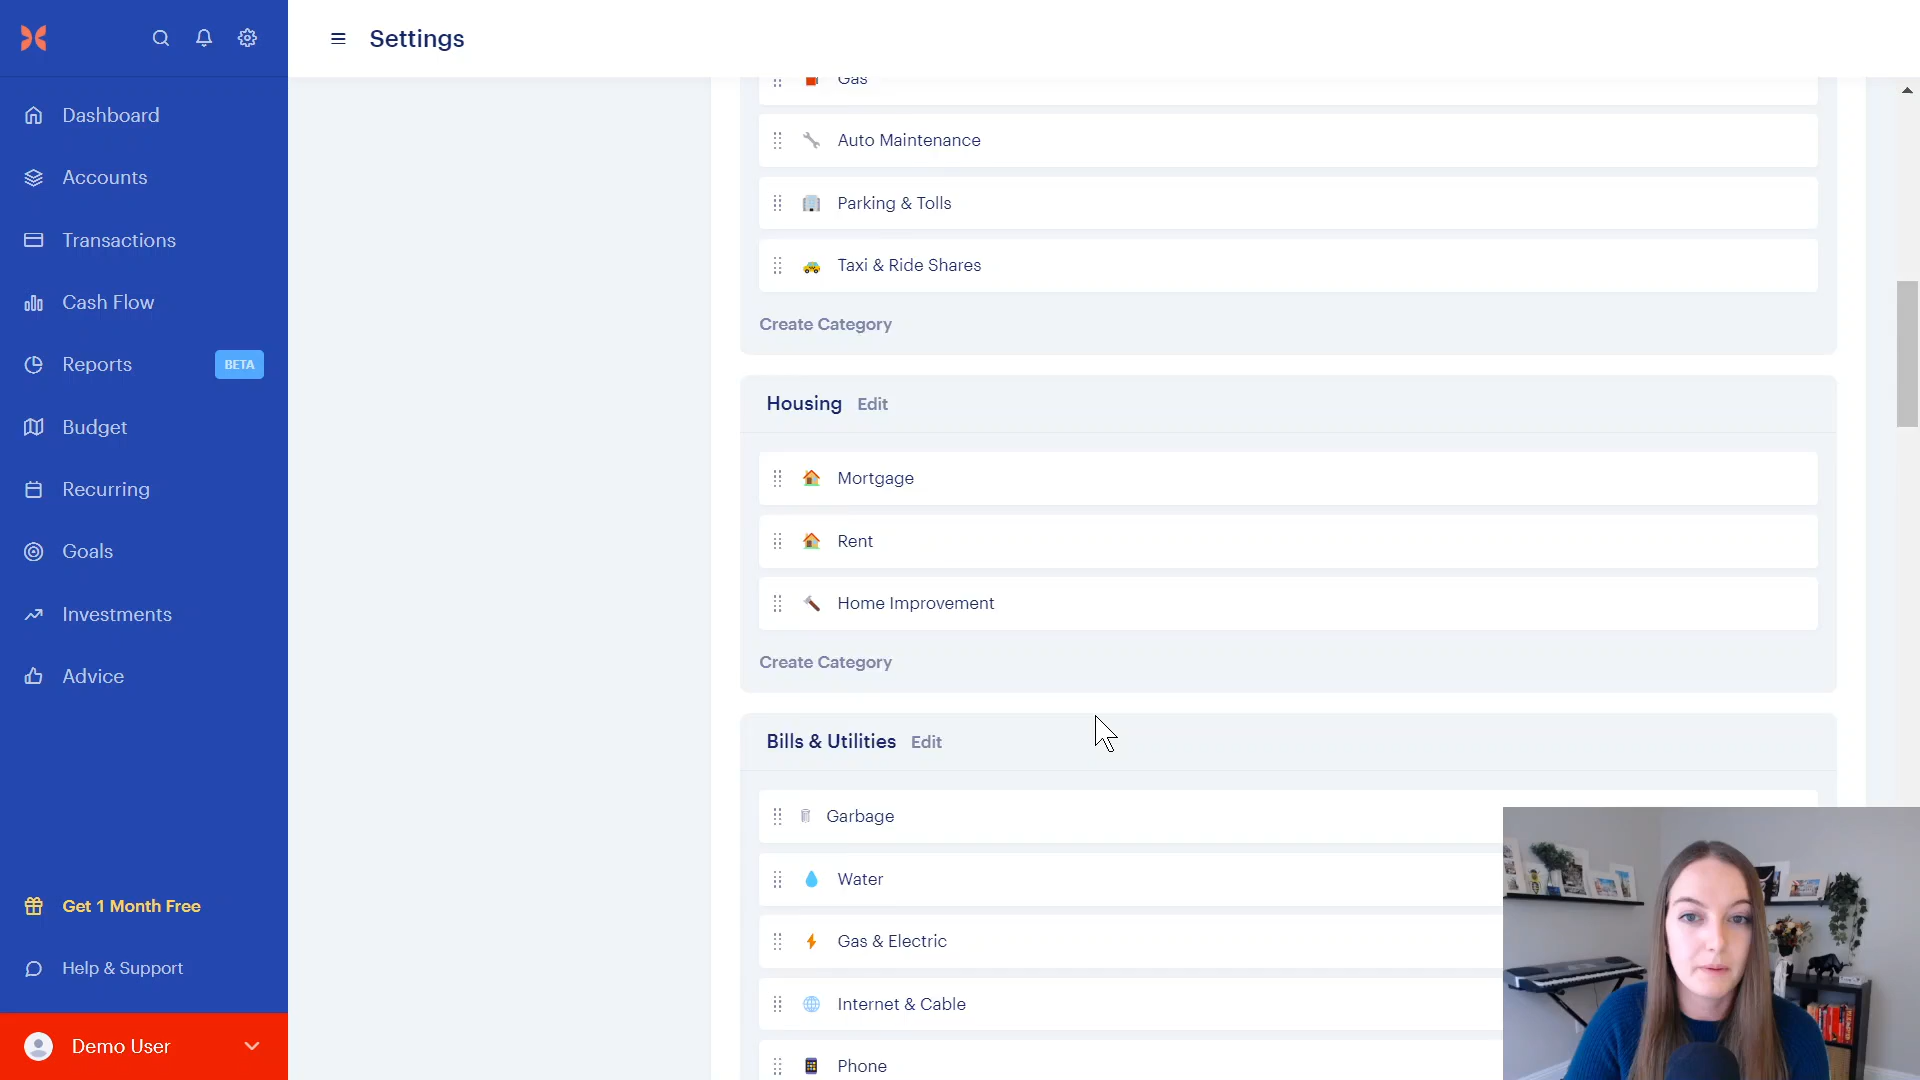 Settings
Dashboard
Accounts
Transactions
Cash Flow
Reports
BETA
Budget
Recurring
Goals
Investments
Advice
Get 1 Month Free
Help & Support
Demo User
Gas
Auto Maintenance
Parking & Tolls
Taxi & Ride Shares
Create Category
Housing Edit
Mortgage
Rent
Home Improvement
Create Category
Bills & Utilities Edit
Garbage
Water
Gas & Electric
Internet & Cable
Phone